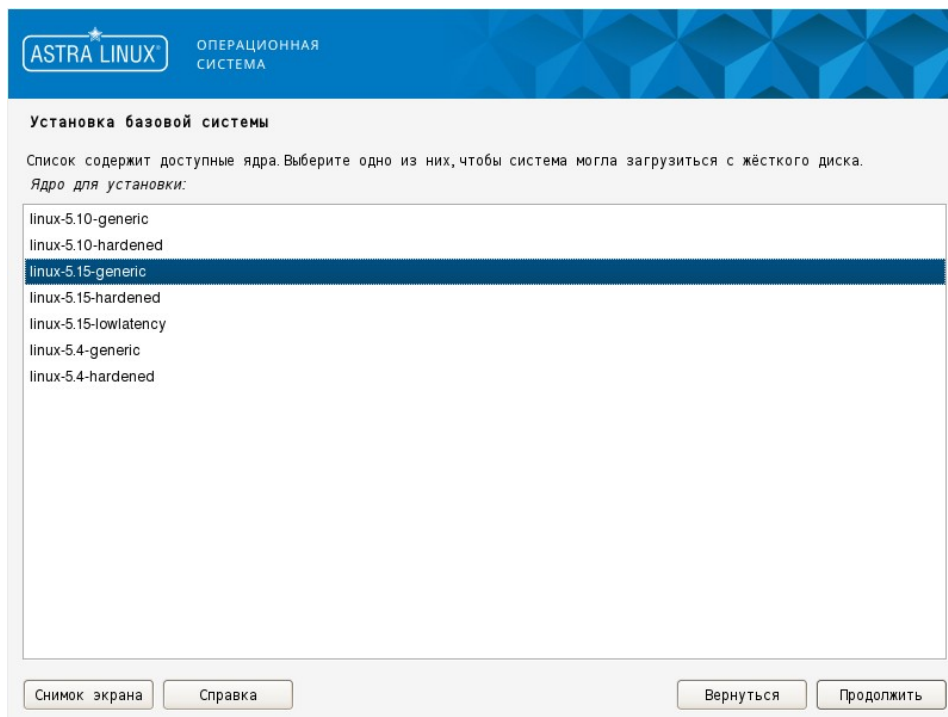 ASTRA LINUX®
ОПЕРАЦИОННАЯ
СИСТЕМА
Установка базовой системы
Список содержит доступные ядра. Выберите одно из них, чтобы система могла загрузиться с жёсткого диска.
Ядро для установки:
linux-5.10-generic
linux-5.10-hardened
linux-5.15-generic
linux-5.15-hardened
linux-5.15-lowlatency
linux-5.4-generic
linux-5.4-hardened
Снимок экрана Справка Вернуться Продолжить